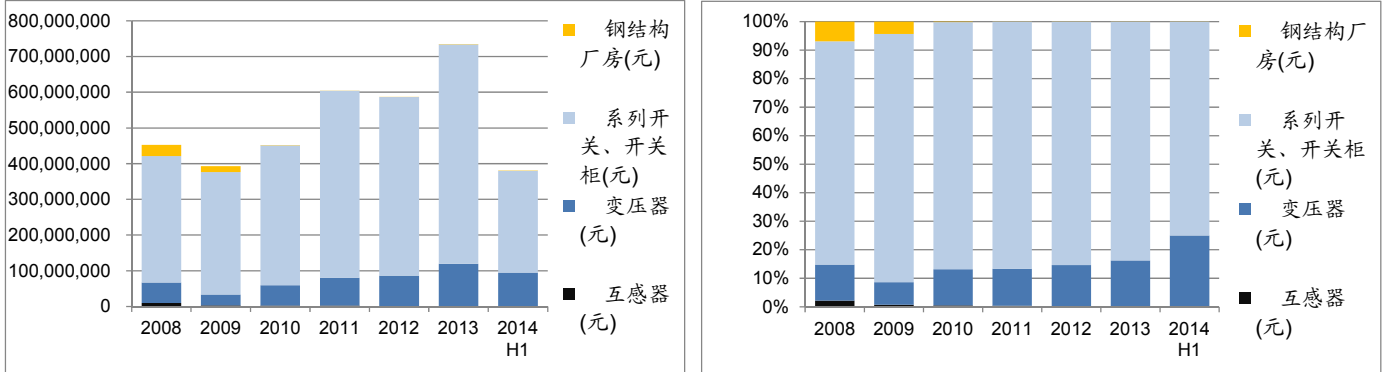 800,000,000
700,000,000
600,000,000
500,000,000
400,000,000
300,000,000
200,000,000
100,000,000
0
2008 2009 2010 2011 2012 2013 2014
H1
钢结构
厂房(元)
系列开
关、开关
柜(元)
变压器
(元)
互感器
(元)
100%
90%
80%
70%
60%
50%
40%
30%
20%
10%
0%
2008 2009 2010 2011 2012 2013 2014
H1
钢结构厂
房(元)
系列开
关、开关柜
(元)
变压器
(元)
互感器
(元)